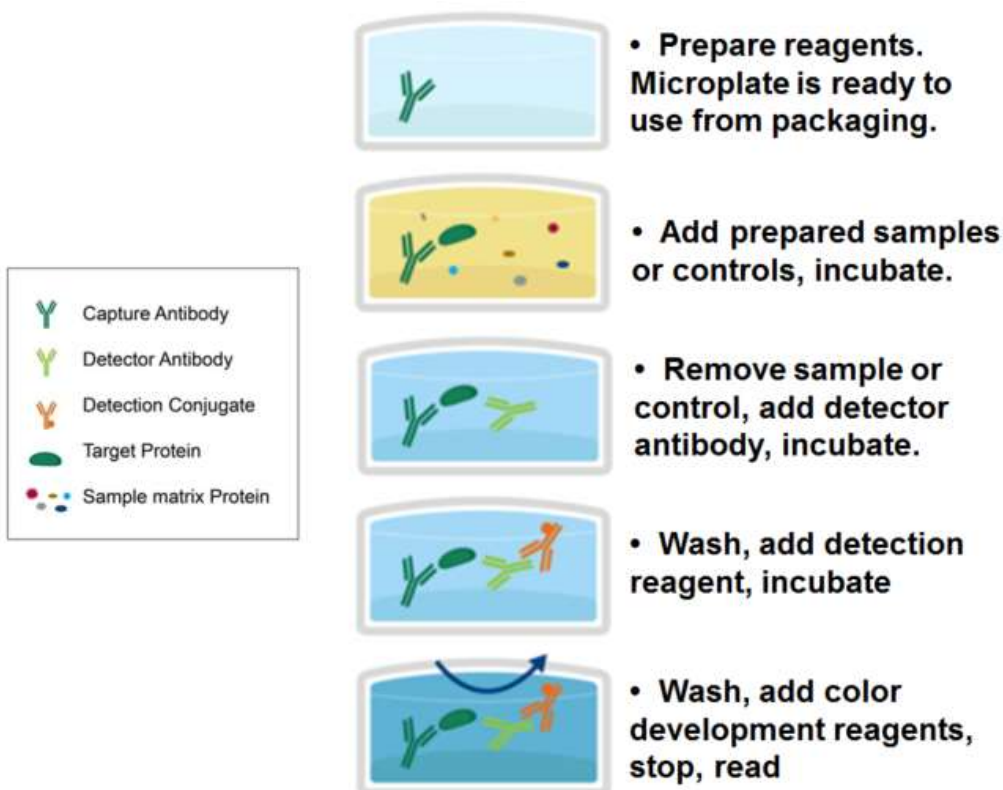 • Prepare reagents.
Microplate is ready to
use from packaging.
• Add prepared samples
or controls, incubate.
Capture Antibody
Detector Antibody
Detection Conjugate
Target Protein
Sample matrix Protein
• Remove sample or
control, add detector
antibody, incubate.
• Wash, add detection
reagent, incubate
• Wash, add color
development reagents,
stop, read